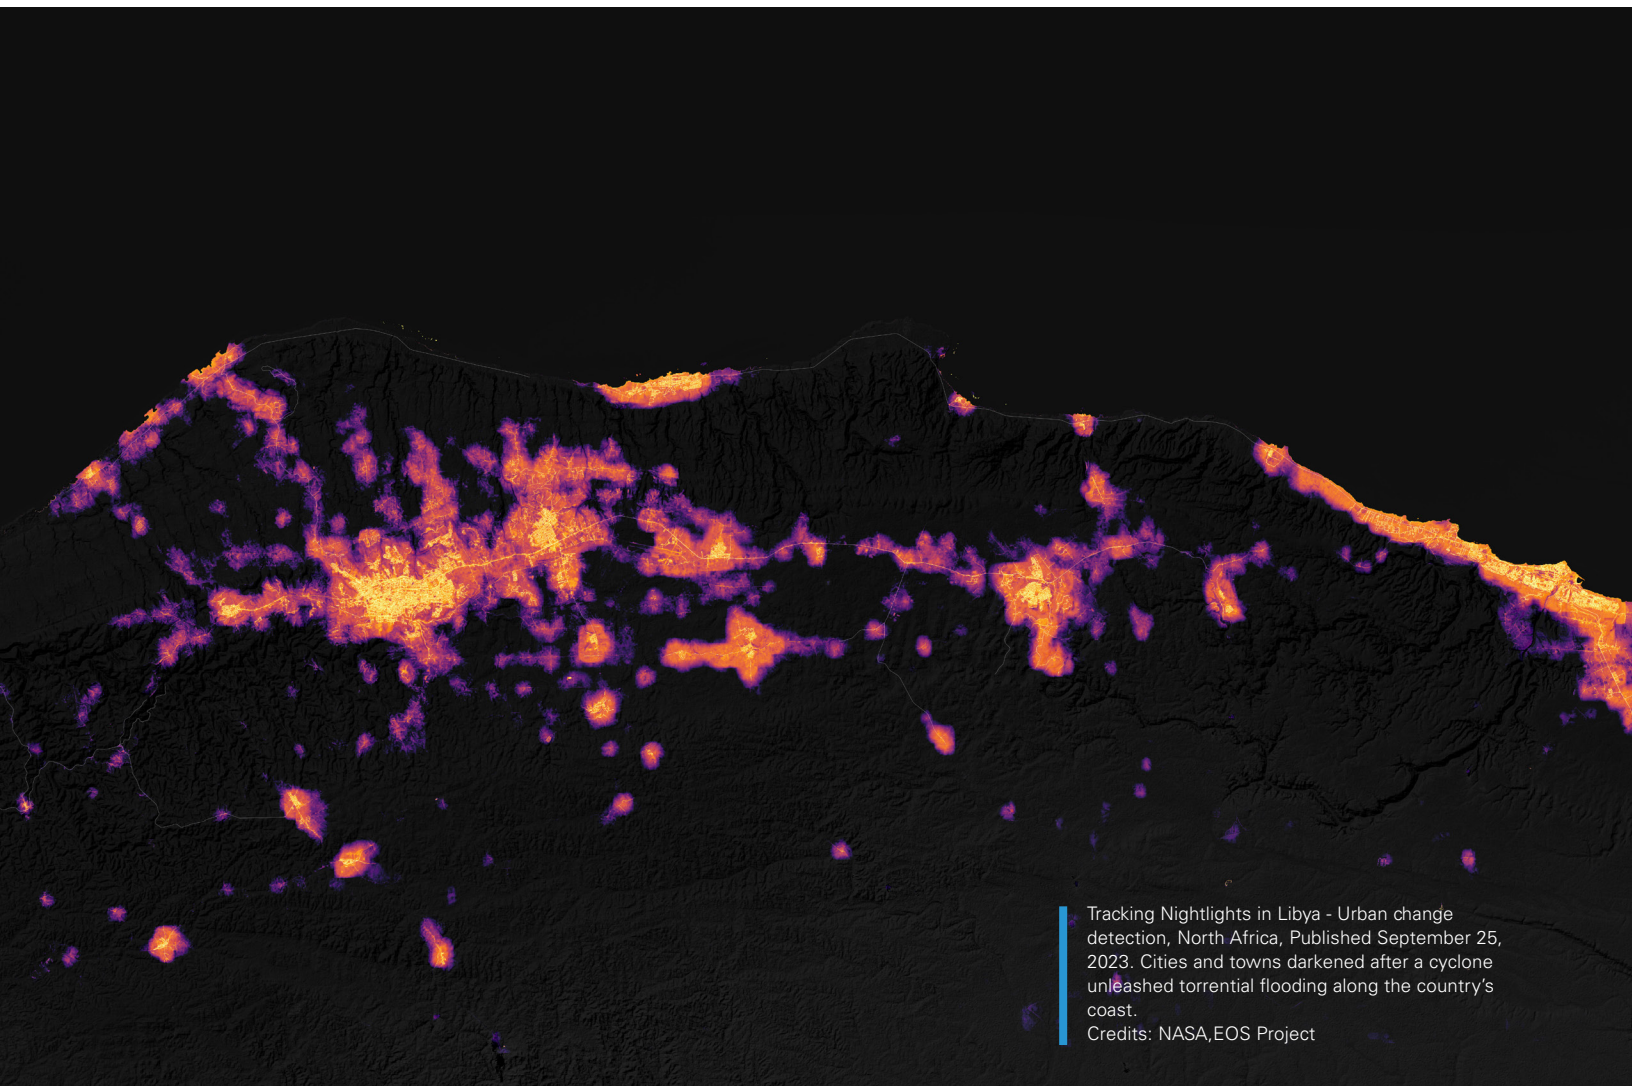 Tracking Nightlights in Libya - Urban change
detection, North Africa, Published September 25,
2023. Cities and towns darkened after a cyclone
unleashed torrential flooding along the country’s
coast.
Credits: NASA,EOS Project